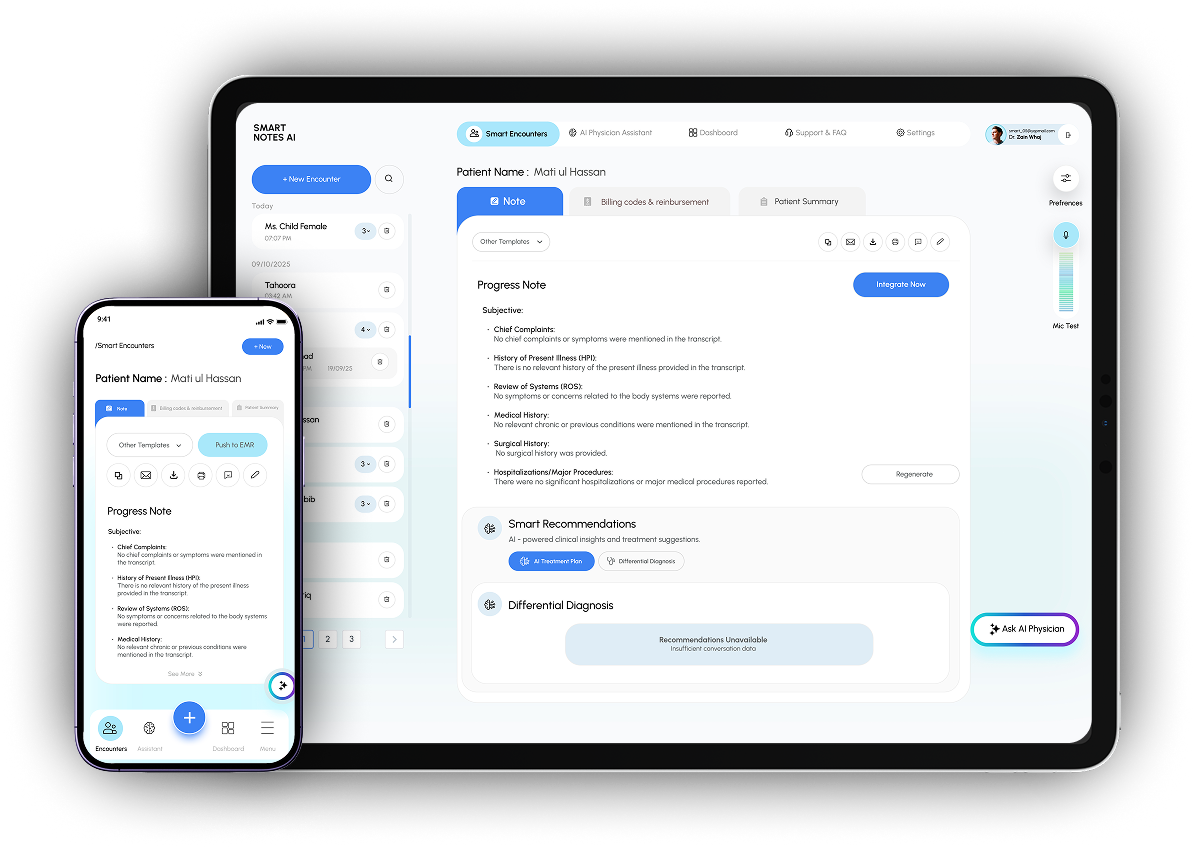 SMART
NOTES AI
Smart Encounters
AI Physician Assistant
Dashboard
Support & FAQ
Settings
Dr. Zain Whaj
+ New Encounter
Today
Ms. Child Female
07:07 PM
3
09/10/2025
Tahoora
03:42 AM
4
19/09/25
3
3
2
3
Patient Name : Mati ul Hassan
Note
Billing codes & reinbursement
Patient Summary
Other Templates
Progress Note
Integrate Now
Subjective:
· Chief Complaints:
No chief complaints or symptoms were mentioned in the transcript.
· History of Present Illness (HPI):
There is no relevant history of the present illness provided in the transcript.
· Review of Systems (ROS):
No symptoms or concerns related to the body systems were reported.
· Medical History:
No relevant chronic or previous conditions were mentioned in the transcript.
· Surgical History:
No surgical history was provided.
· Hospitalizations/Major Procedures:
There were no significant hospitalizations or major medical procedures reported.
Regenerate
Smart Recommendations
AI - powered clinical insights and treatment suggestions.
AI Treatment Plan
Differential Diagnosis
Differential Diagnosis
Recommendations Unavailable
Insufficient conversation data
Prefrences
Mic Test
Ask AI Physician
9:41
/Smart Encounters
+ New
Patient Name : Mati ul Hassan
Note
Billing codes & reinbursement
Patient Summary
Other Templates
Push to EMR
Progress Note
Subjective:
· Chief Complaints:
No chief complaints or symptoms were mentioned in
the transcript.
· History of Present Illness (HPI):
There is no relevant history of the present illness
provided in the transcript.
· Review of Systems (ROS):
No symptoms or concerns related to the body systems
were reported.
· Medical History:
No relevant chronic or previous conditions were
mentioned in the transcript.
See More
Encounters
Assistant
Dashboard
Menu